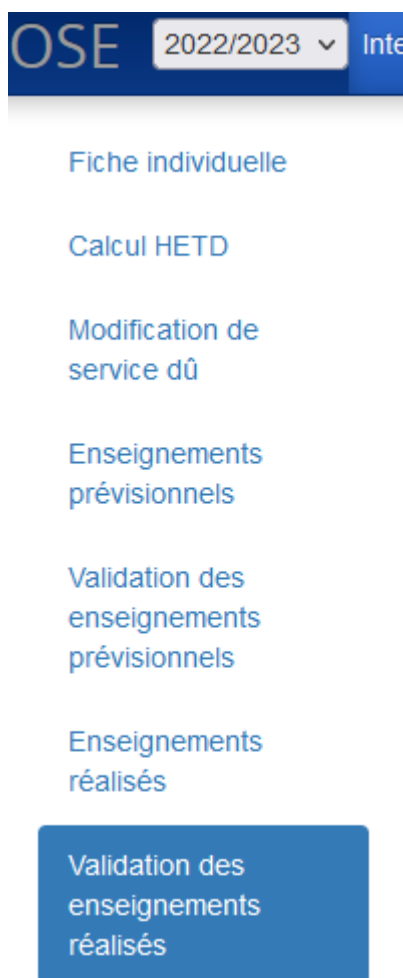 OSE 2022/2023 Inte
Fiche individuelle
Calcul HETD
Modification de
service dû
Enseignements
prévisionnels
Validation des
enseignements
prévisionnels
Enseignements
réalisés
Validation des
enseignements
réalisés